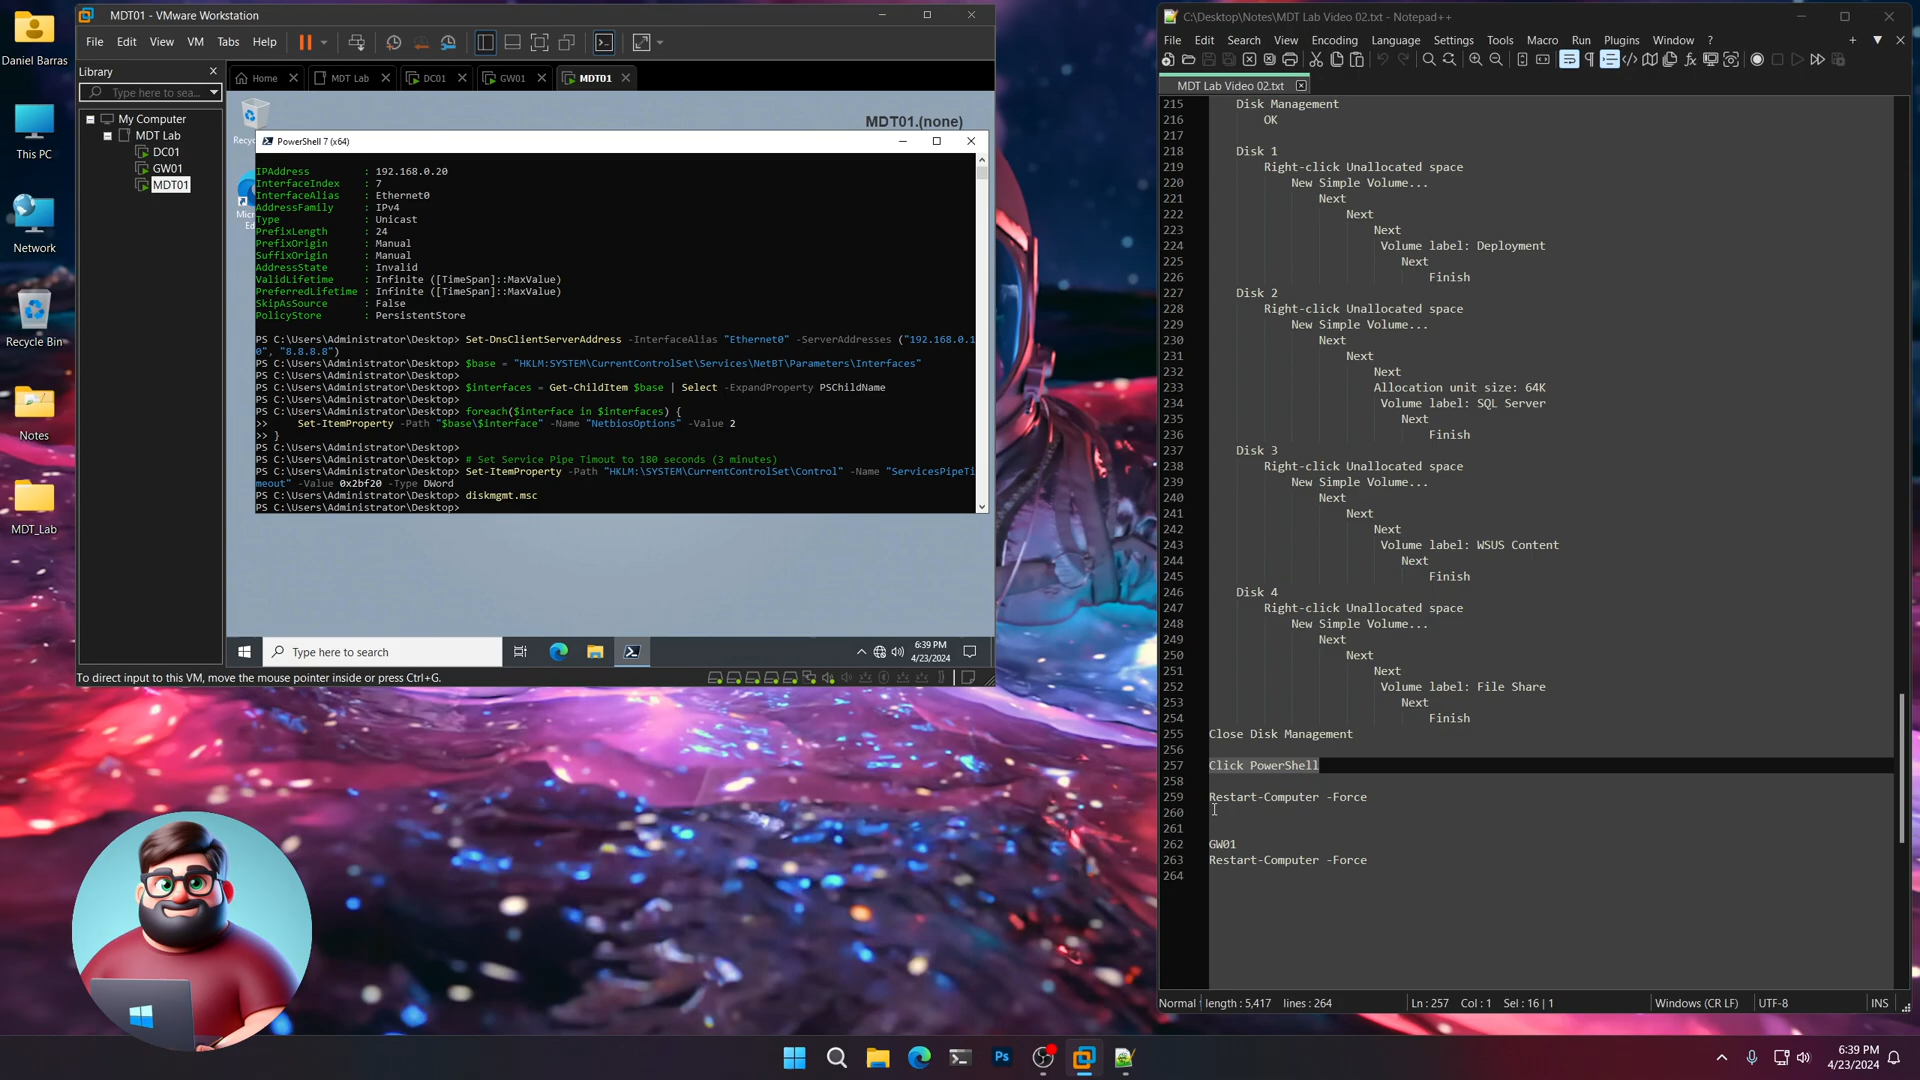 Daniel Barras
This PC
Network
Recycle Bin
Notes
MDT_Lab
MDT01 - VMware Workstation
File Edit View VM Tabs Help
Library
Type here to sea...
My Computer
MDT Lab
DC01
GW01
MDT01
Home
MDT Lab
DC01
GW01
MDT01
MDT01.(none)
PowerShell 7 (x64)
IPAddress : 192.168.0.20
InterfaceIndex : 7
InterfaceAlias : Ethernet0
AddressFamily : IPv4
Type : Unicast
PrefixLength : 24
PrefixOrigin : Manual
SuffixOrigin : Manual
AddressState : Invalid
ValidLifetime : Infinite ([TimeSpan]::MaxValue)
PreferredLifetime : Infinite ([TimeSpan]::MaxValue)
SkipAsSource : False
PolicyStore : PersistentStore
PS C:\Users\Administrator\Desktop> Set-DnsClientServerAddress -InterfaceAlias "Ethernet0" -ServerAddresses ("192.168.0.1
0", "8.8.8.8")
PS C:\Users\Administrator\Desktop> $base = "HKLM:SYSTEM\CurrentControlSet\Services\NetBT\Parameters\Interfaces"
PS C:\Users\Administrator\Desktop>
PS C:\Users\Administrator\Desktop> $interfaces = Get-ChildItem $base | Select -ExpandProperty PSChildName
PS C:\Users\Administrator\Desktop>
PS C:\Users\Administrator\Desktop> foreach($interface in $interfaces) {
>> Set-ItemProperty -Path "$base\$interface" -Name "NetbiosOptions" -Value 2
>> }
PS C:\Users\Administrator\Desktop>
PS C:\Users\Administrator\Desktop> # Set Service Pipe Timout to 180 seconds (3 minutes)
PS C:\Users\Administrator\Desktop> Set-ItemProperty -Path "HKLM:\SYSTEM\CurrentControlSet\Control" -Name "ServicesPipeTi
meout" -Value 0x2bf20 -Type DWord
PS C:\Users\Administrator\Desktop> diskmgmt.msc
PS C:\Users\Administrator\Desktop>
Type here to search
6:39 PM
4/23/2024
To direct input to this VM, move the mouse pointer inside or press Ctrl+G.
C:\Desktop\Notes\MDT Lab Video 02.txt - Notepad++
File Edit Search View Encoding Language Settings Tools Macro Run Plugins Window ?
MDT Lab Video 02.txt
215 Disk Management
216 OK
217
218 Disk 1
219 Right-click Unallocated space
220 New Simple Volume...
221 Next
222 Next
223 Next
224 Volume label: Deployment
225 Next
226 Finish
227 Disk 2
228 Right-click Unallocated space
229 New Simple Volume...
230 Next
231 Next
232 Next
233 Allocation unit size: 64K
234 Volume label: SQL Server
235 Next
236 Finish
237 Disk 3
238 Right-click Unallocated space
239 New Simple Volume...
240 Next
241 Next
242 Next
243 Volume label: WSUS Content
244 Next
245 Finish
246 Disk 4
247 Right-click Unallocated space
248 New Simple Volume...
249 Next
250 Next
251 Next
252 Volume label: File Share
253 Next
254 Finish
255 Close Disk Management
256
257 Click PowerShell
258
259 Restart-Computer -Force
260
261
262 GW01
263 Restart-Computer -Force
264
Normal length : 5,417 lines : 264 Ln : 257 Col : 1 Sel : 16 | 1 Windows (CR LF) UTF-8 INS
Ps
6:39 PM
4/23/2024